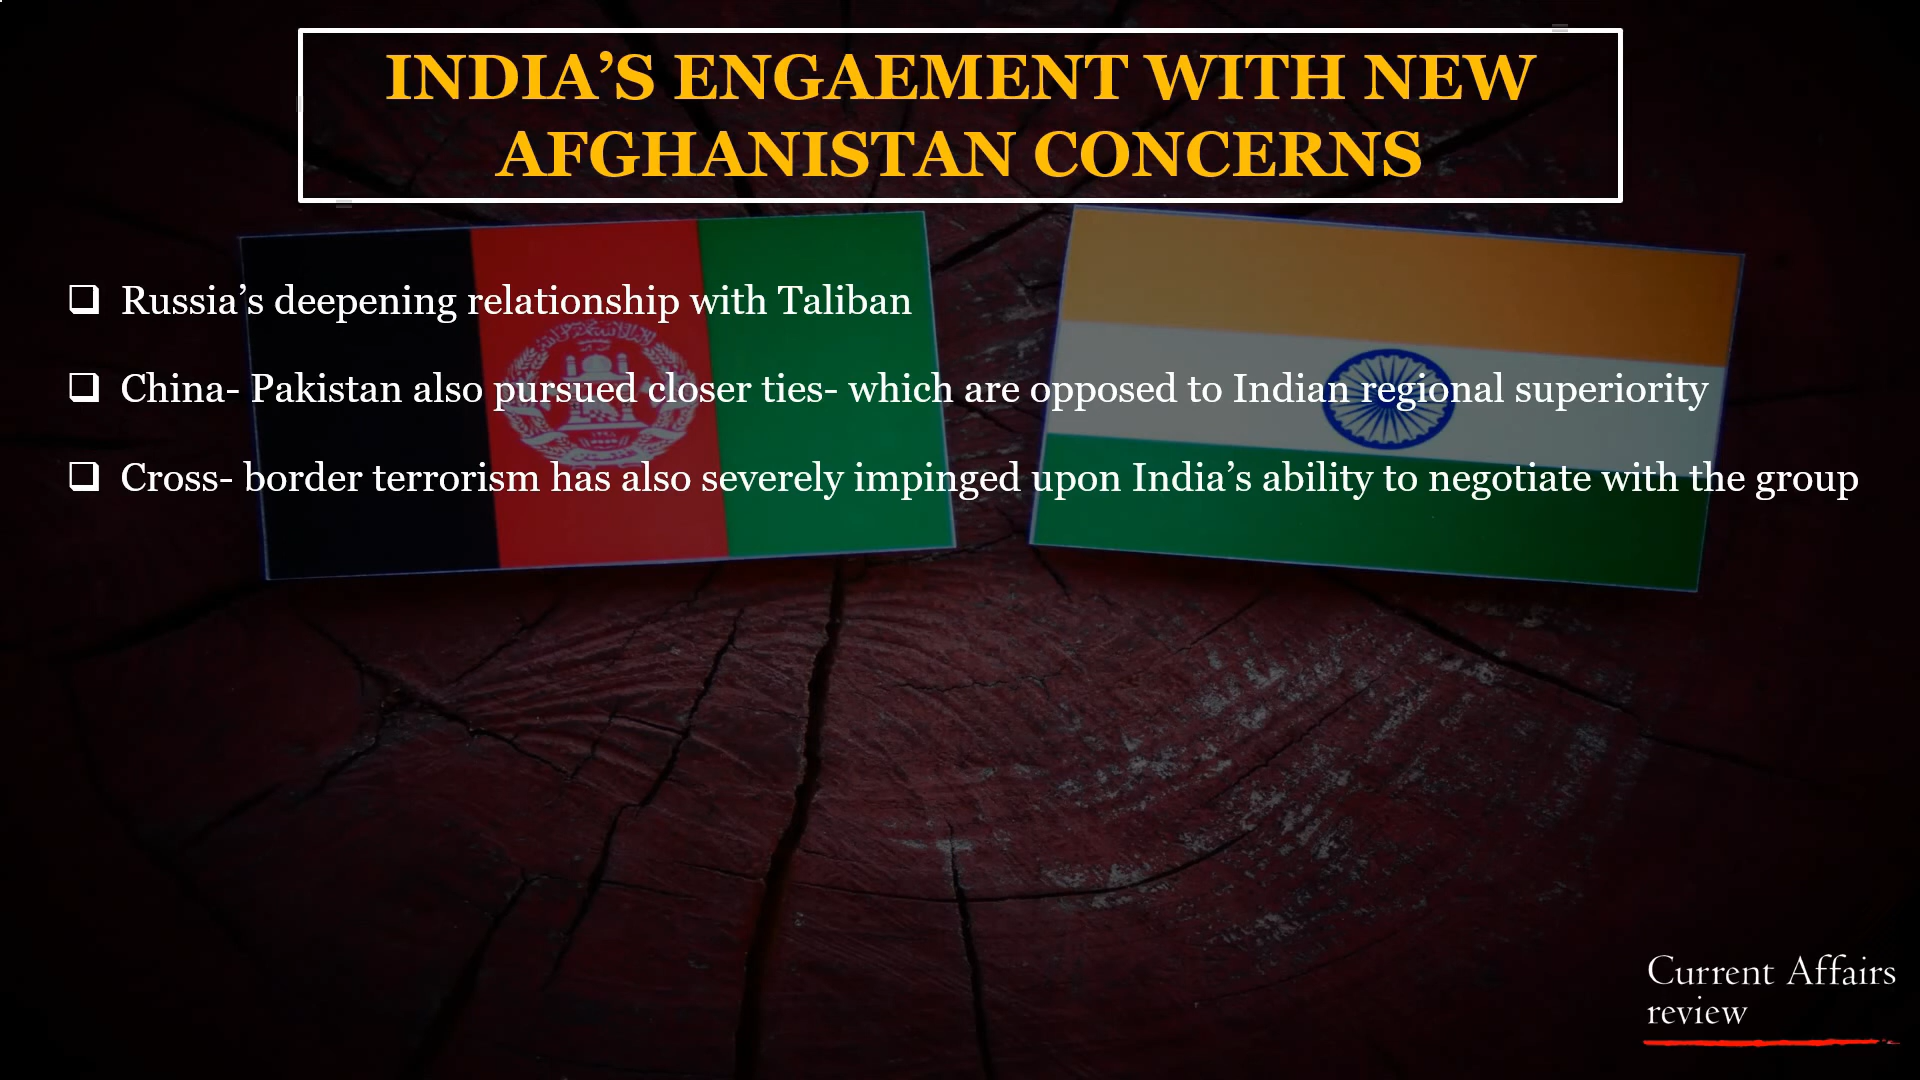 INDIA’S ENGAEMENT WITH NEW
AFGHANISTAN CONCERNS
❑ Russia’s deepening relationship with Taliban
❑ China- Pakistan also pursued closer ties- which are opposed to Indian regional superiority
❑ Cross- border terrorism has also severely impinged upon India’s ability to negotiate with the group
Current Affairs
review